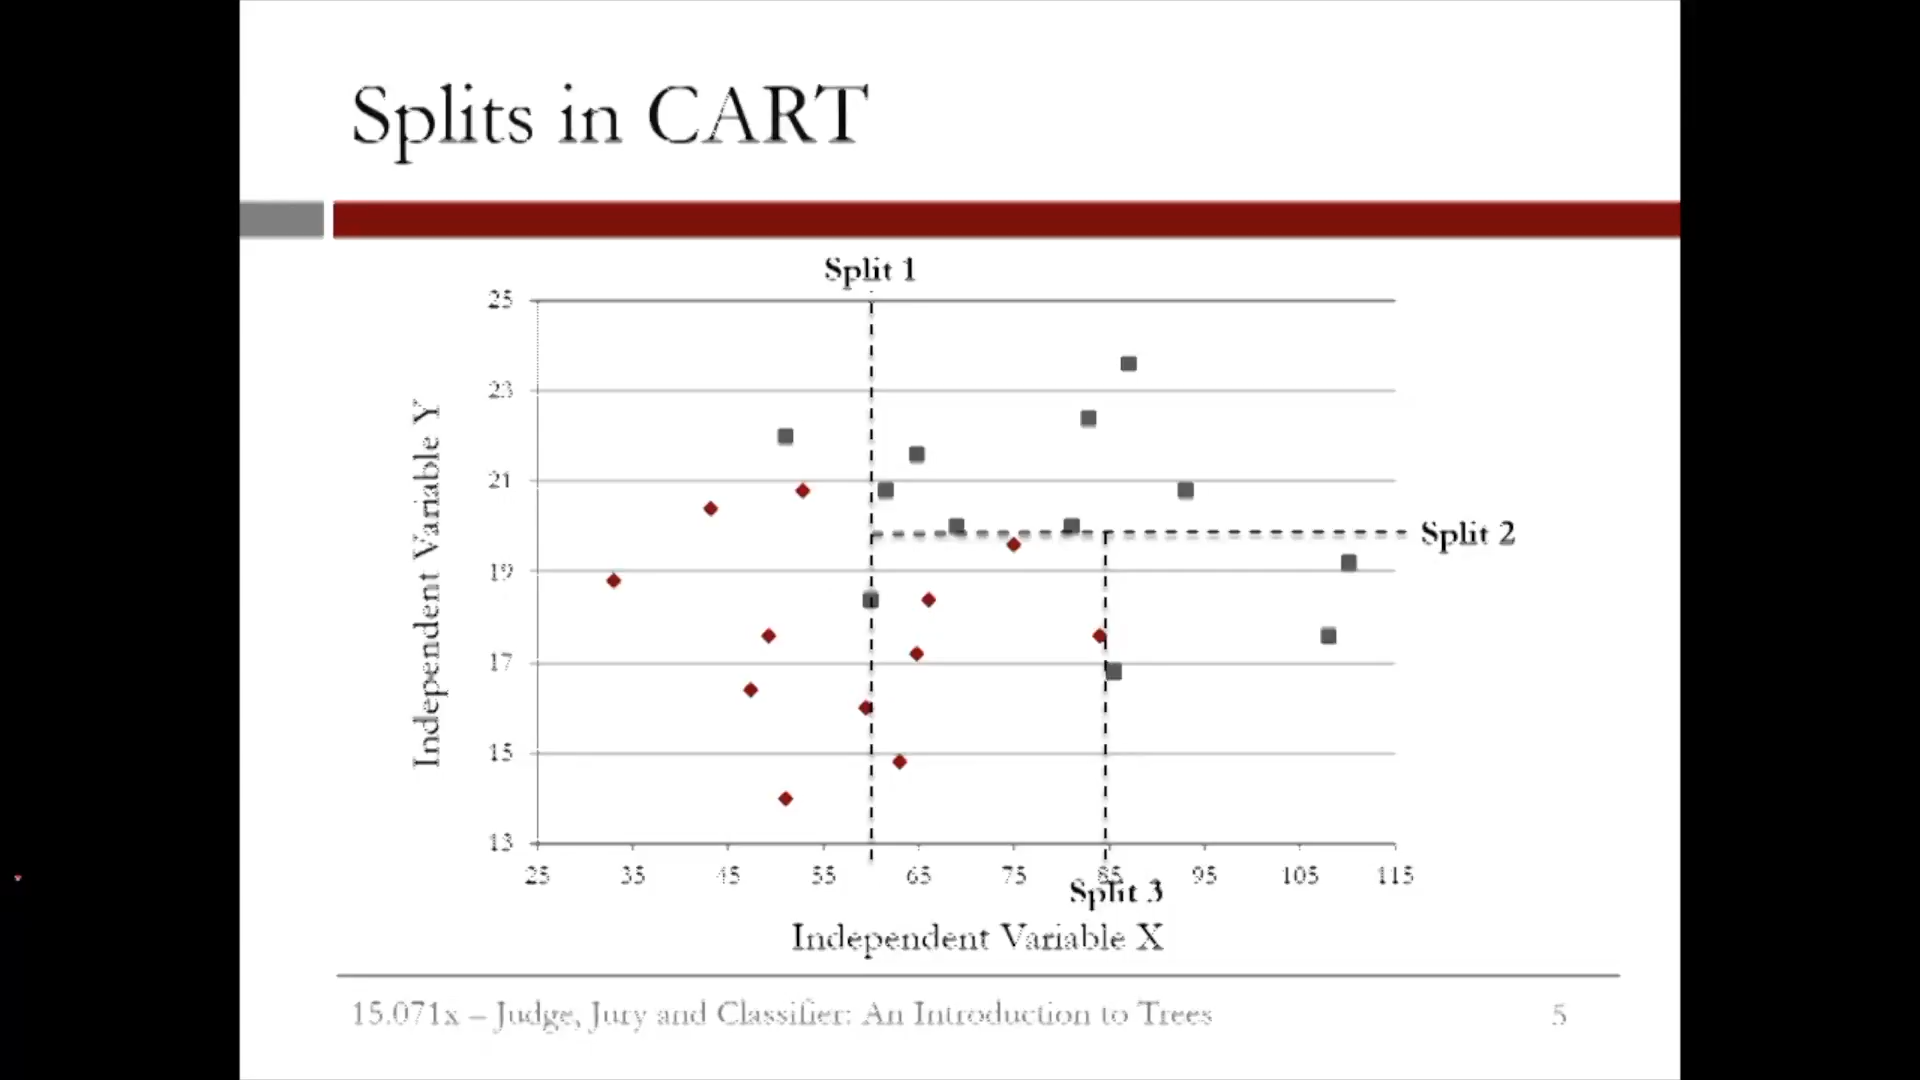 Splits in CART
Split 1
25
23
21
19
17
15
13
Independent Variable Y
Split 2
25 35 45 55 65 75 85 95 105 115
Split 3
Independent Variable X
15.071x – Judge, Jury and Classifier: An Introduction to Trees 5